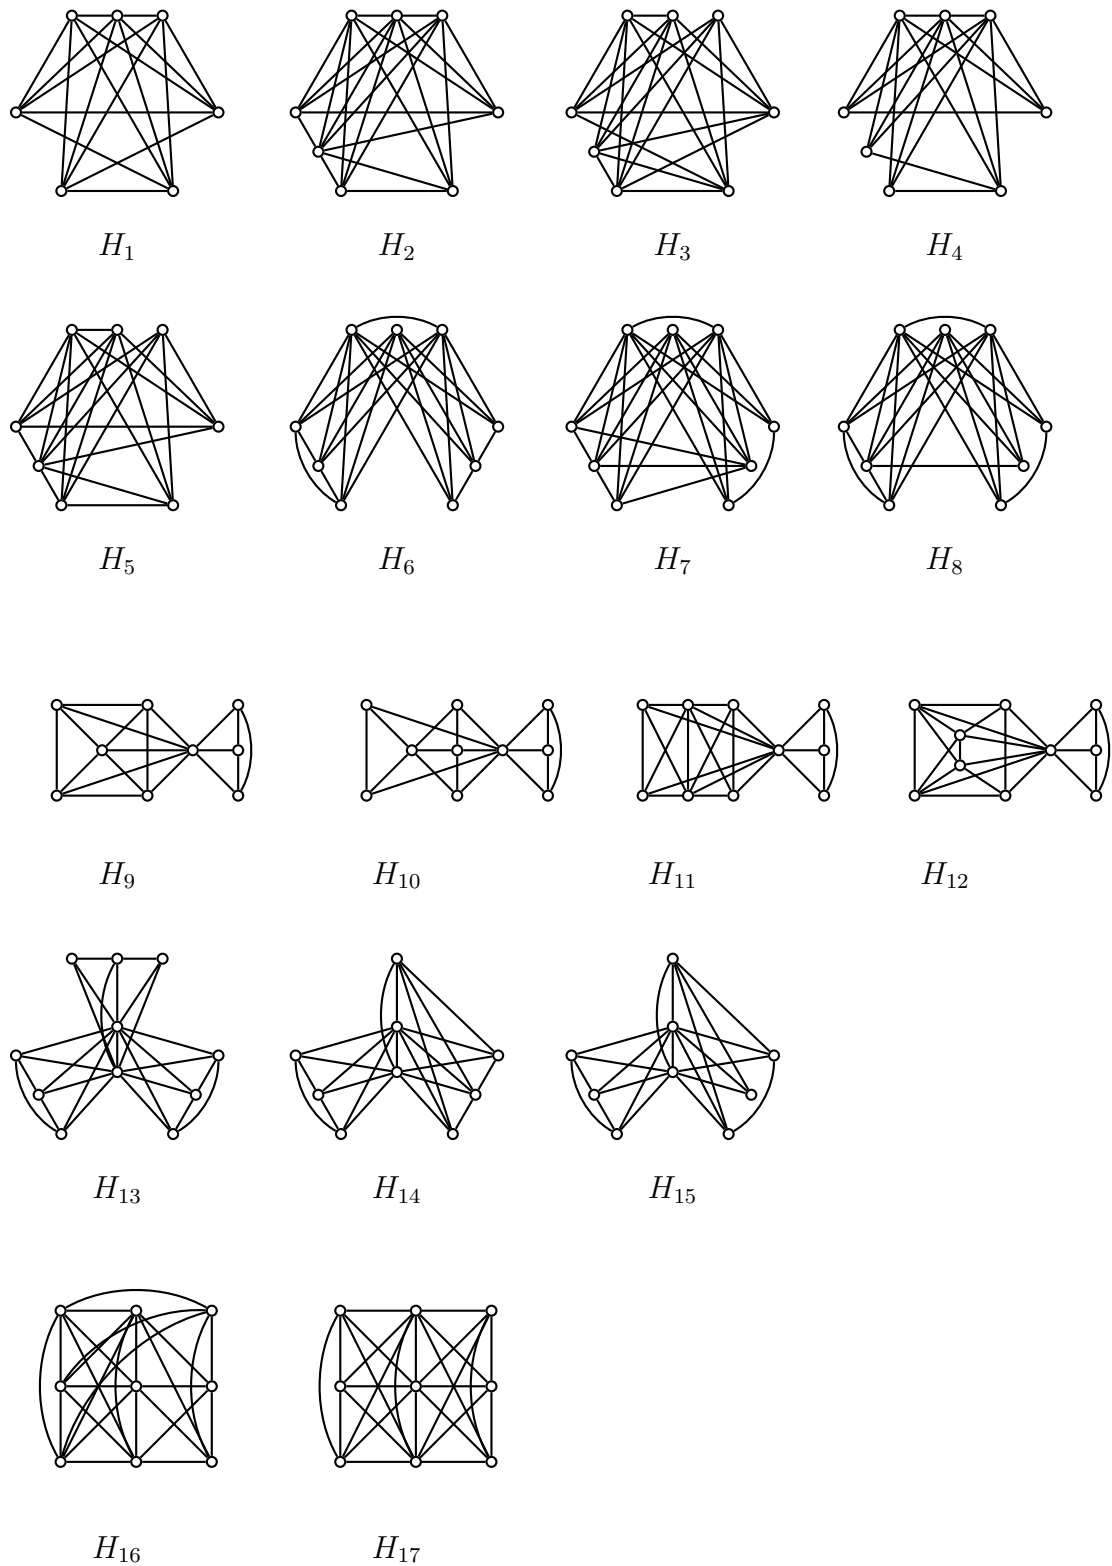 H₁ H₂ H₃ H₄
H₅ H₆ H₇ H₈
H₉ H₁₀ H₁₁ H₁₂
H₁₃ H₁₄ H₁₅
H₁₆ H₁₇